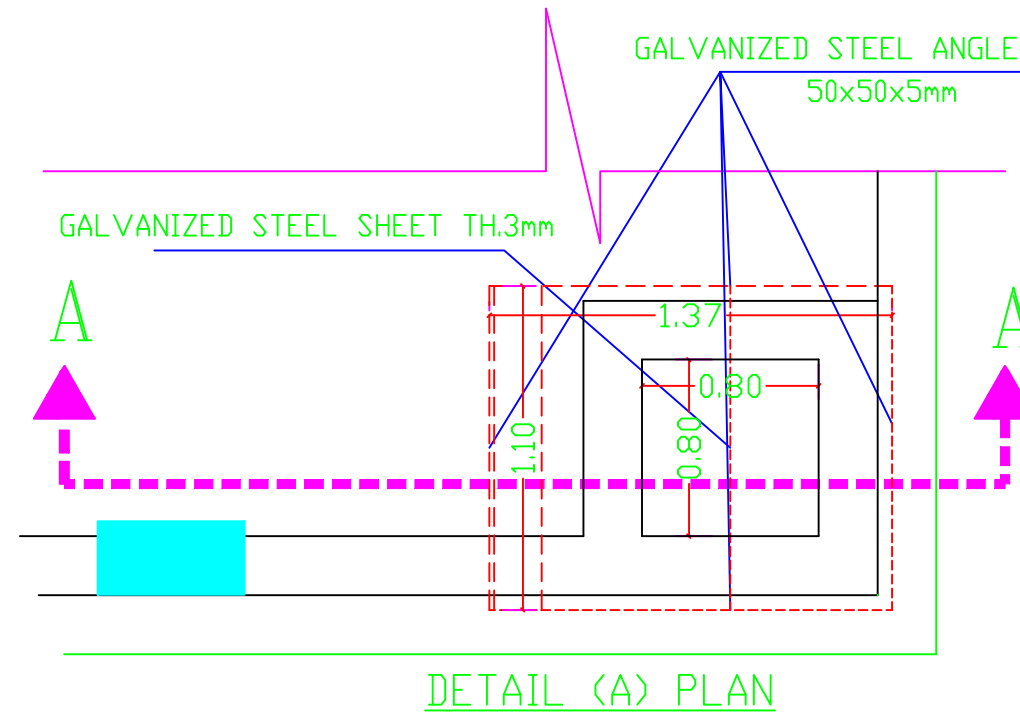 GALVANIZED STEEL ANGLE
50x50x5mm
GALVANIZED STEEL SHEET TH.3mm
A
A
1.37
0.80
1.10
0.80
DETAIL (A) PLAN